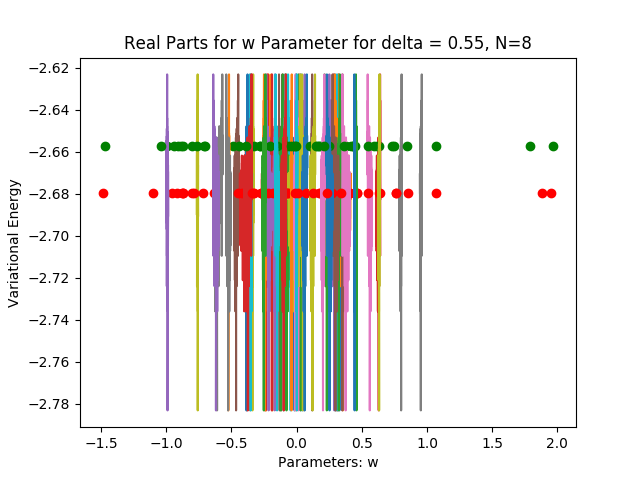 Real Parts for w Parameter for delta = 0.55, N=8
−2.62
−2.64
−2.66
−2.68
−2.70
−2.72
−2.74
−2.76
−2.78
Variational Energy
−1.5 −1.0 −0.5 0.0 0.5 1.0 1.5 2.0
Parameters: w